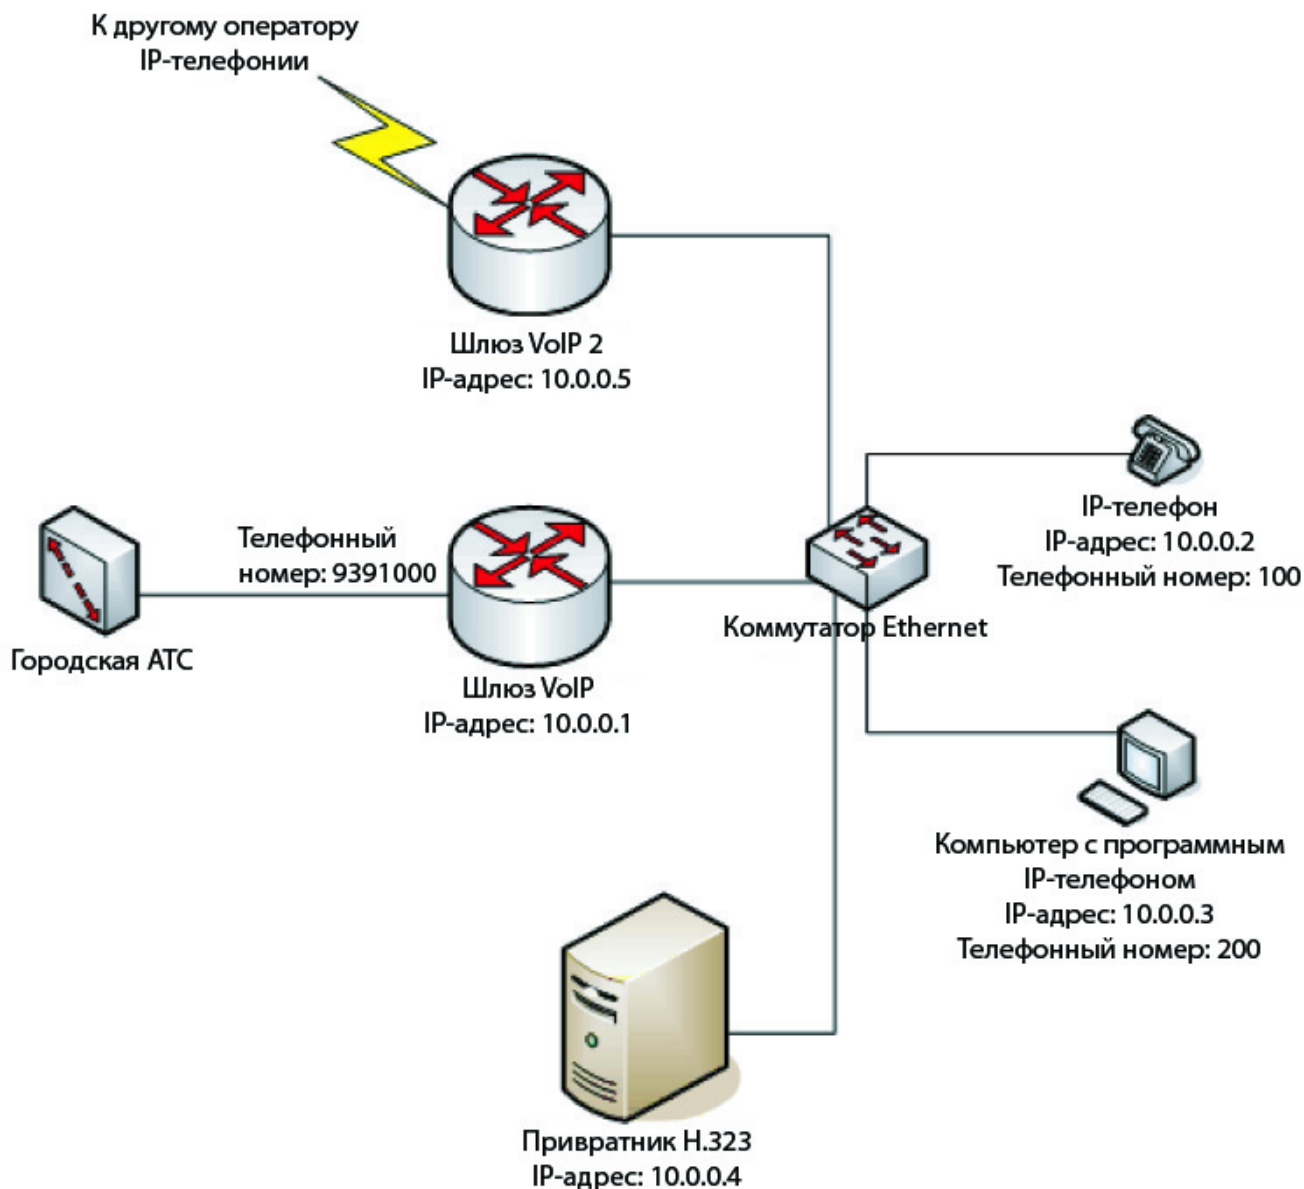 К другому оператору
IP-телефонии
Шлюз VoIP 2
IP-адрес: 10.0.0.5
IP-телефон
IP-адрес: 10.0.0.2
Телефонный номер: 100
Телефонный
номер: 9391000
Коммутатор Ethernet
Городская АТС
Шлюз VoIP
IP-адрес: 10.0.0.1
Компьютер с программным
IP-телефоном
IP-адрес: 10.0.0.3
Телефонный номер: 200
Привратник H.323
IP-адрес: 10.0.0.4